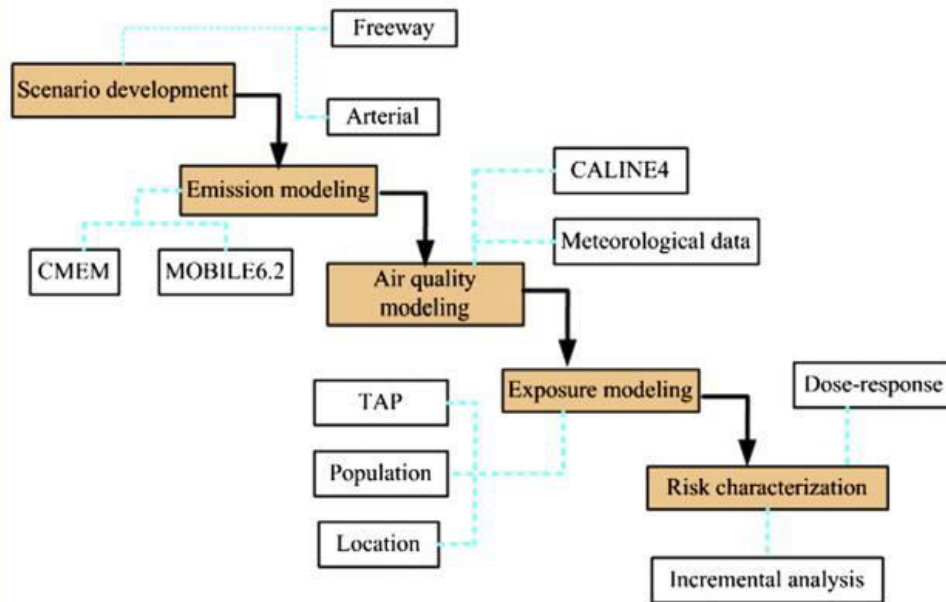 Freeway
Scenario development
Arterial
Emission modeling
CALINE4
Meteorological data
CMEM
MOBILE6.2
Air quality
modeling
Dose-response
TAP
Exposure modeling
Population
Risk characterization
Location
Incremental analysis